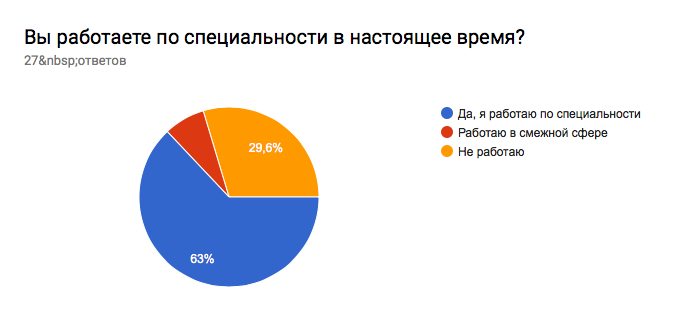 Вы работаете по специальности в настоящее время?
27&nbsp;ответов
29,6%
63%
Да, я работаю по специальности
Работаю в смежной сфере
Не работаю